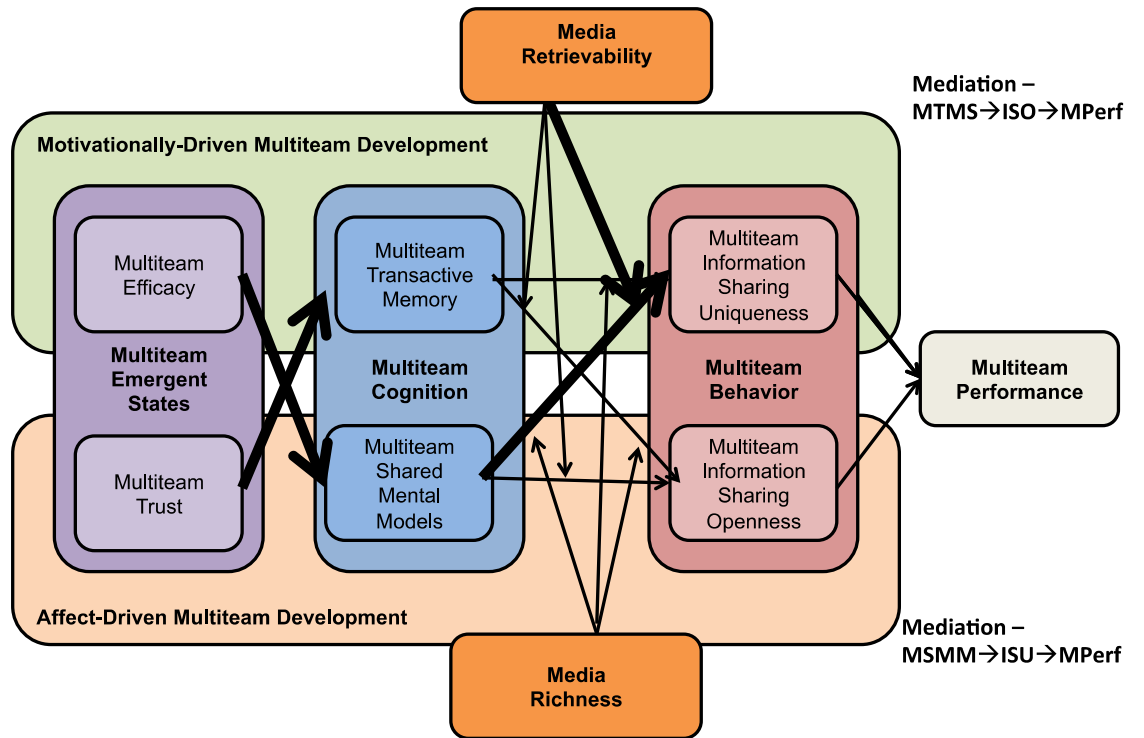 Media
Retrievability
Mediation –
MTMS→ISO→MPerf
Motivationally-Driven Multiteam Development
Multiteam
Efficacy
Multiteam
Transactive
Memory
Multiteam
Information
Sharing
Uniqueness
Multiteam
Emergent
States
Multiteam
Cognition
Multiteam
Behavior
Multiteam
Performance
Multiteam
Trust
Multiteam
Shared
Mental
Models
Multiteam
Information
Sharing
Openness
Affect-Driven Multiteam Development
Mediation –
MSMM→ISU→MPerf
Media
Richness